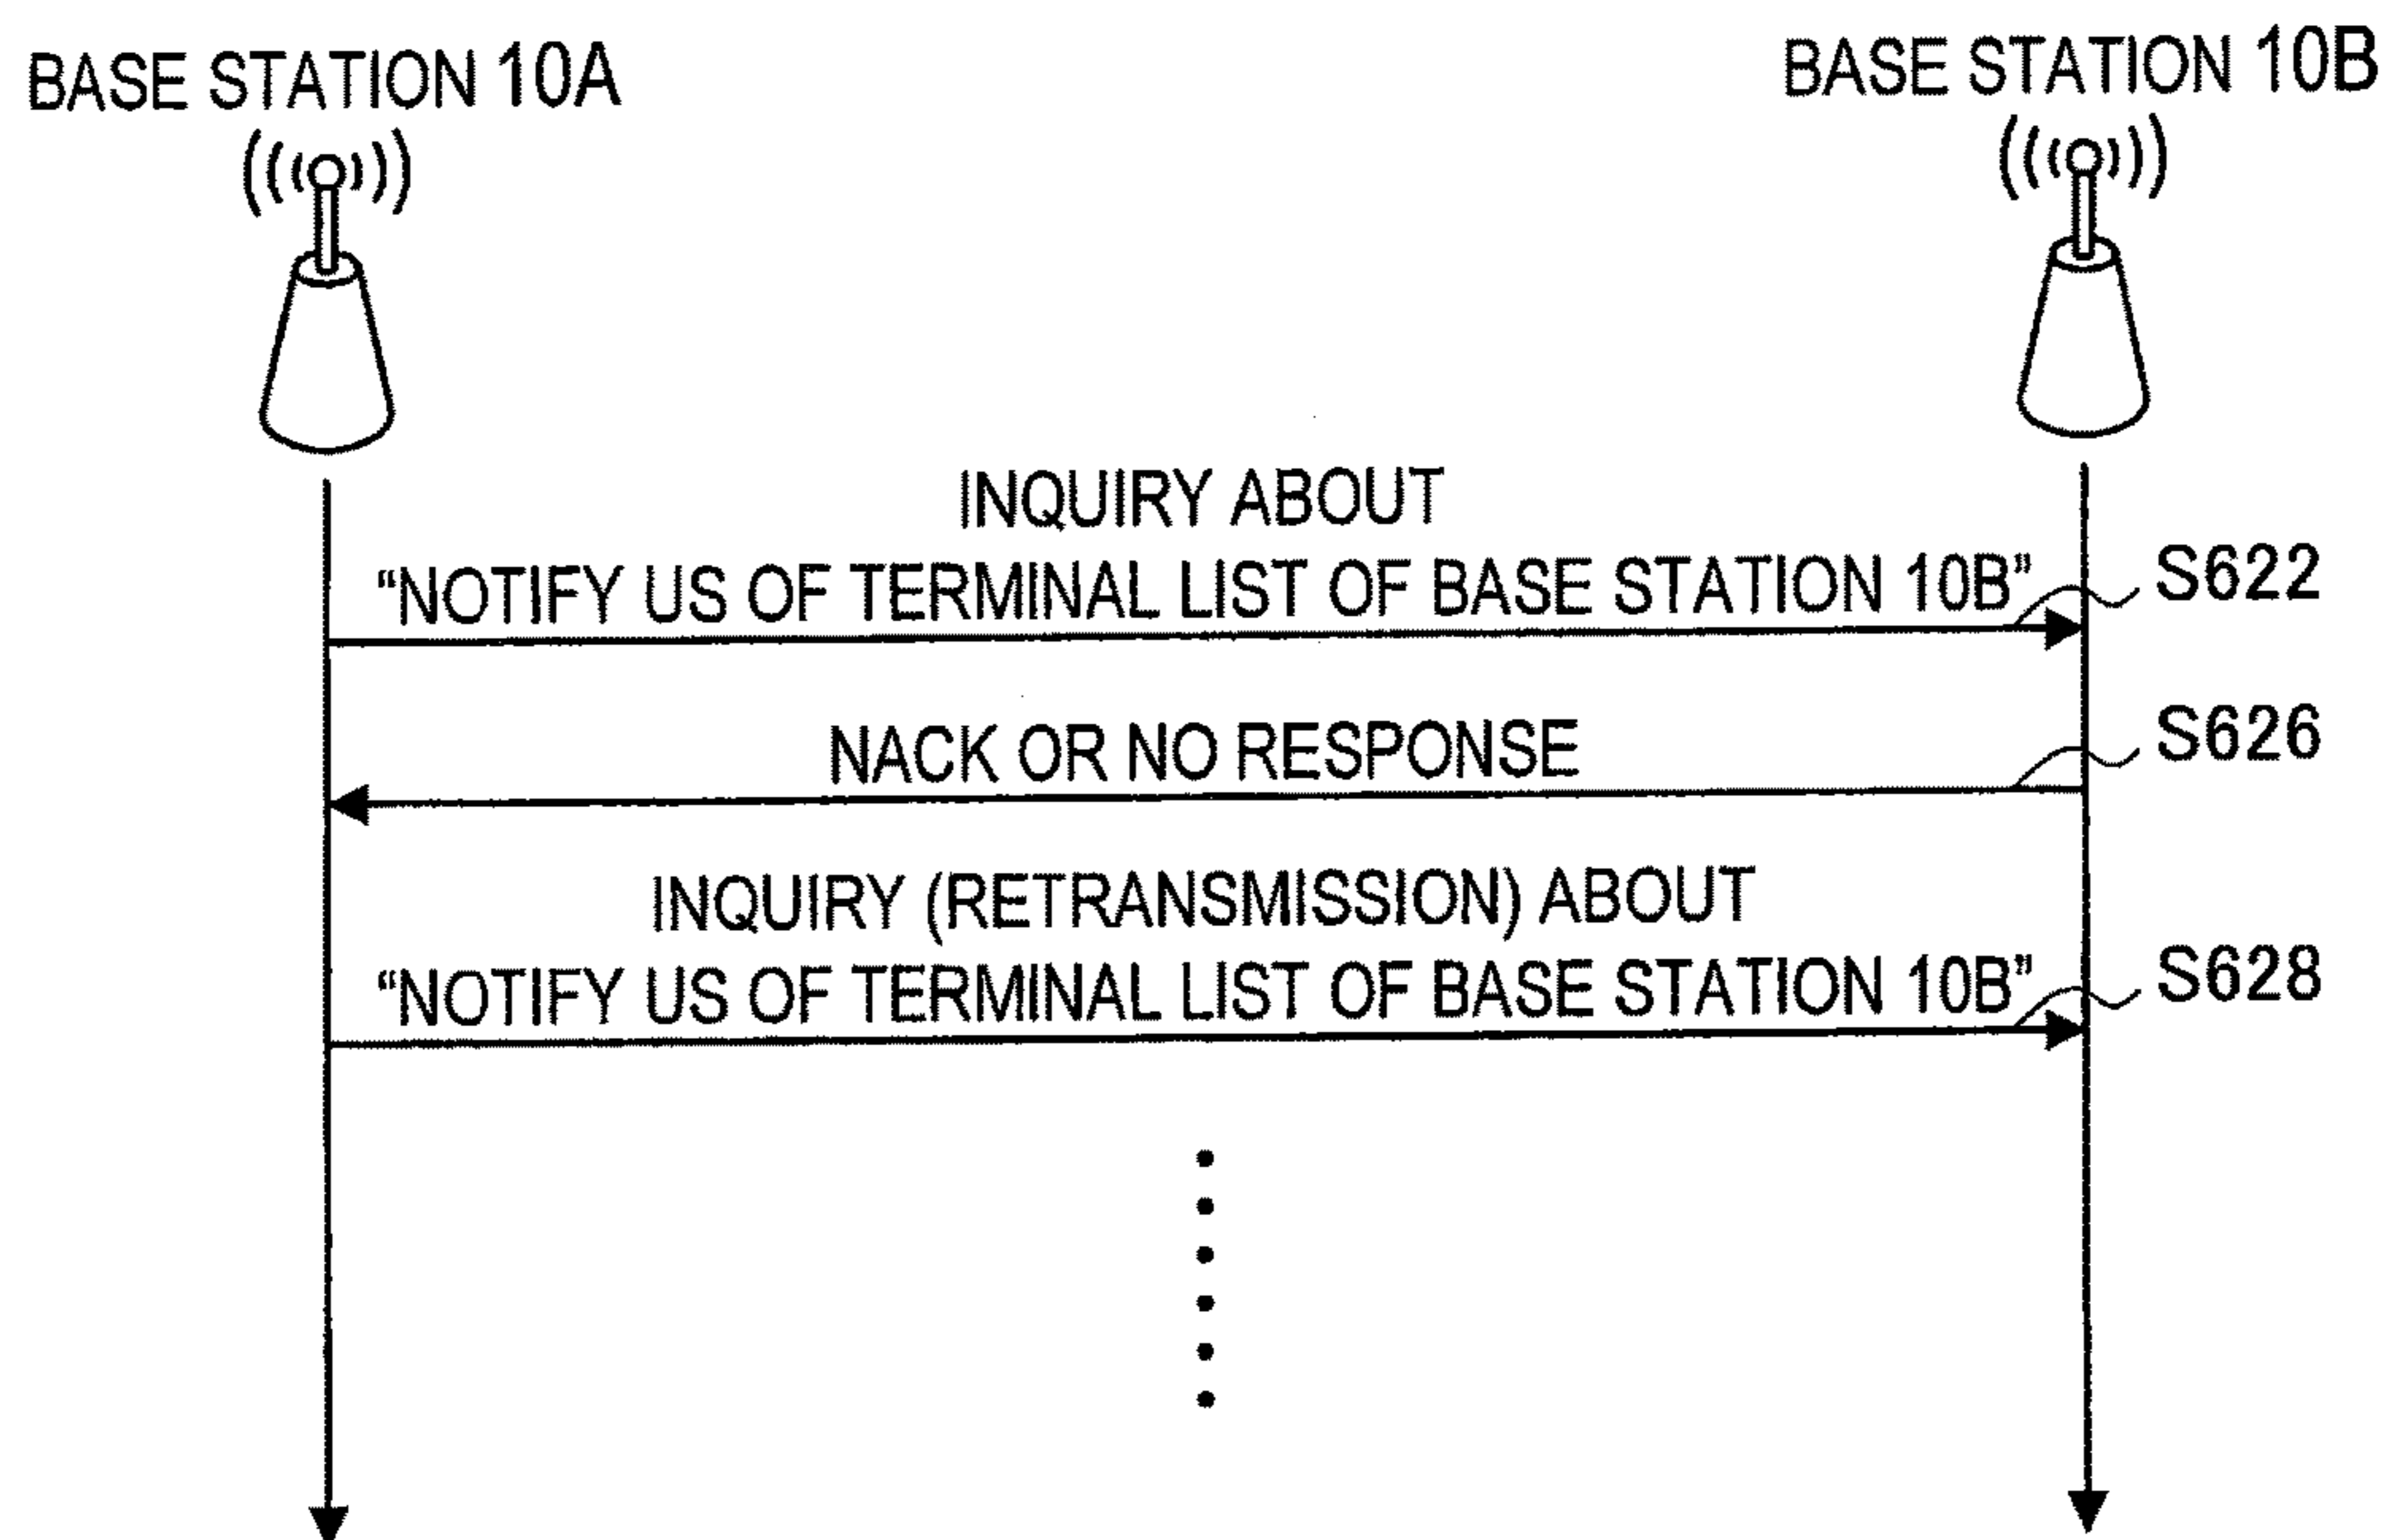 BASE STATION 10A
BASE STATION 10B
INQUIRY ABOUT
“NOTIFY US OF TERMINAL LIST OF BASE STATION 10B”
S622
NACK OR NO RESPONSE
S626
INQUIRY (RETRANSMISSION) ABOUT
“NOTIFY US OF TERMINAL LIST OF BASE STATION 10B”
S628